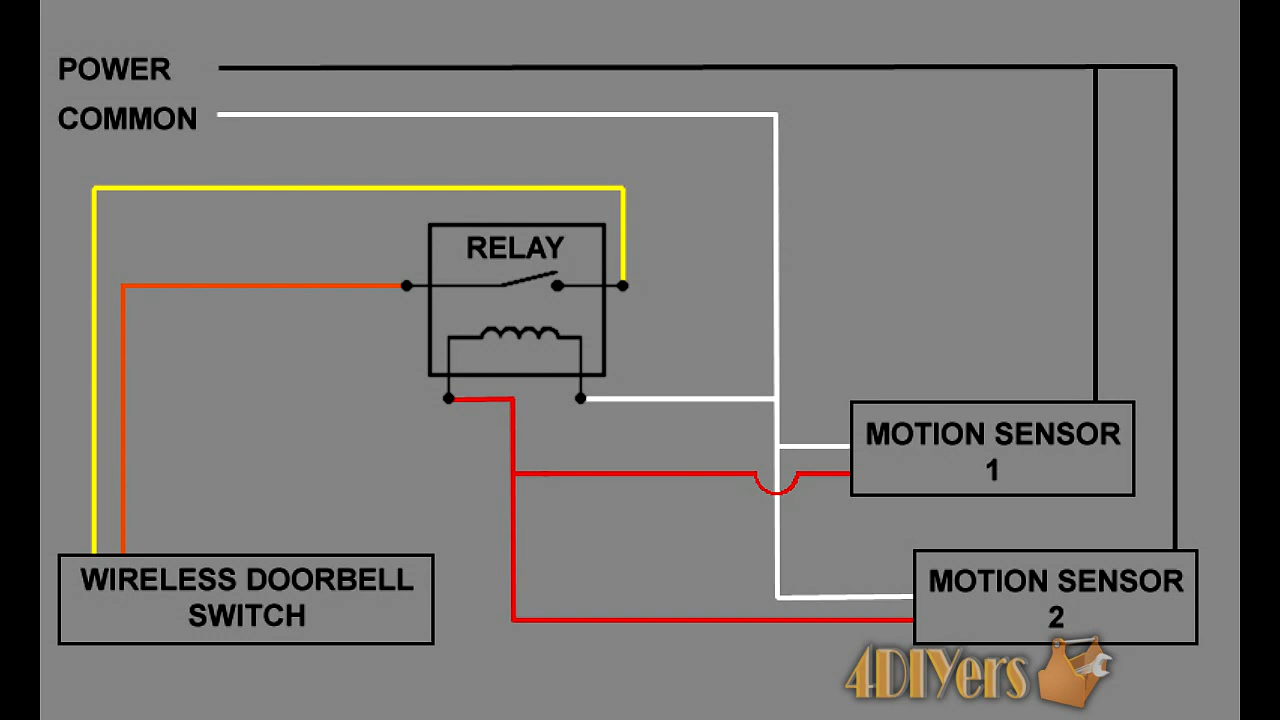 POWER
COMMON
RELAY
MOTION SENSOR
1
WIRELESS DOORBELL
SWITCH
MOTION SENSOR
2
4DIYers